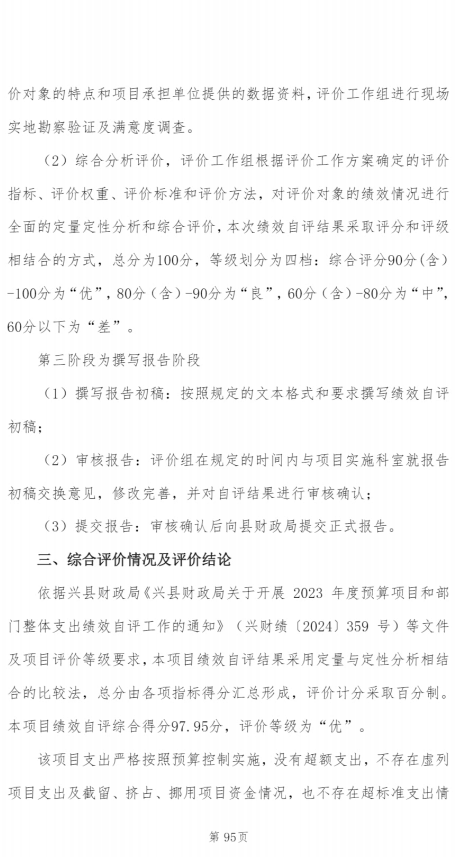 价对象的特点和项目承担单位提供的数据资料，评价工作组进行现场
实地勘察验证及满意度调查。
（2）综合分析评价，评价工作组根据评价工作方案确定的评价
指标、评价权重、评价标准和评价方法，对评价对象的绩效情况进行
全面的定量定性分析和综合评价，本次绩效自评结果采取评分和评级
相结合的方式，总分为100分，等级划分为四档：综合评分90分(含）
-100分为“优”，80分（含）-90分为“良”，60分（含）-80分为“中”，
60分以下为“差”。
第三阶段为撰写报告阶段
（1）撰写报告初稿：按照规定的文本格式和要求撰写绩效自评
初稿；
（2）审核报告：评价组在规定的时间内与项目实施科室就报告
初稿交换意见，修改完善，并对自评结果进行审核确认；
（3）提交报告：审核确认后向县财政局提交正式报告。
三、综合评价情况及评价结论
依据兴县财政局《兴县财政局关于开展 2023 年度预算项目和部
门整体支出绩效自评工作的通知》（兴财绩〔2024〕359 号）等文件
及项目评价等级要求，本项目绩效自评结果采用定量与定性分析相结
合的比较法，总分由各项指标得分汇总形成，评价计分采取百分制。
本项目绩效自评综合得分97.95分，评价等级为“优”。
该项目支出严格按照预算控制实施，没有超额支出，不存在虚列
项目支出及截留、挤占、挪用项目资金情况，也不存在超标准支出情
第 95页